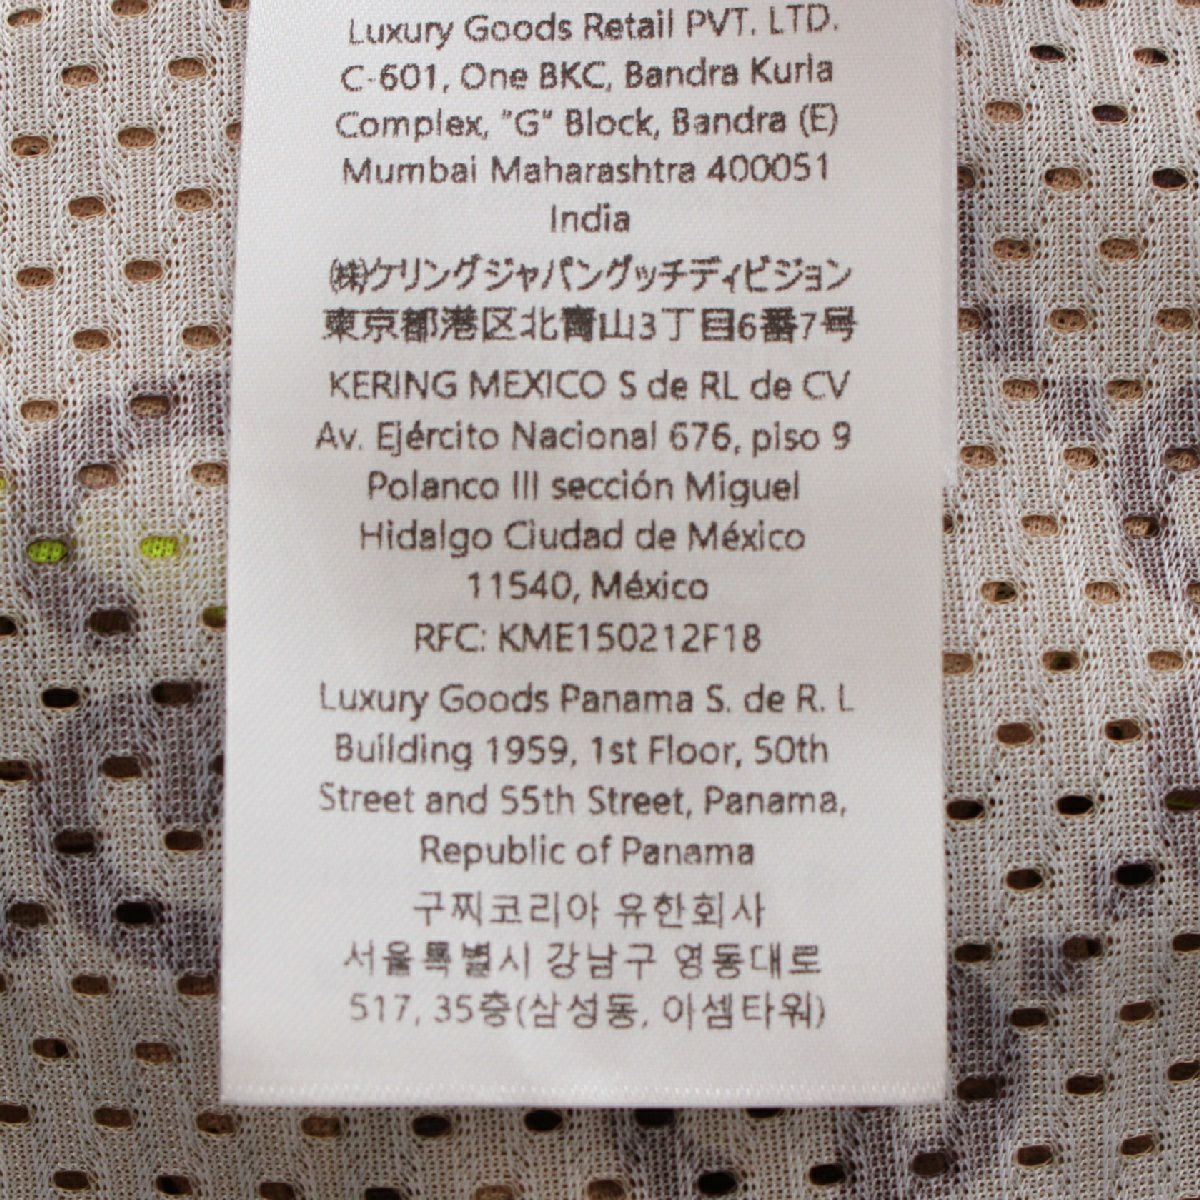 Luxury Goods Retail PVT. LTD.
C-601, One BKC, Bandra Kurla
Complex, "G" Block, Bandra (E)
Mumbai Maharashtra 400051
India
㈱ケリングジャパングッチディビジョン
東京都港区北青山3丁目6番7号
KERING MEXICO S de RL de CV
Av. Ejército Nacional 676, piso 9
Polanco III sección Miguel
Hidalgo Ciudad de México
11540, México
RFC: KME150212F18
Luxury Goods Panama S. de R. L
Building 1959, 1st Floor, 50th
Street and 55th Street, Panama,
Republic of Panama
구찌코리아 유한회사
서울특별시 강남구 영동대로
517, 35층(삼성동, 아셈타워)